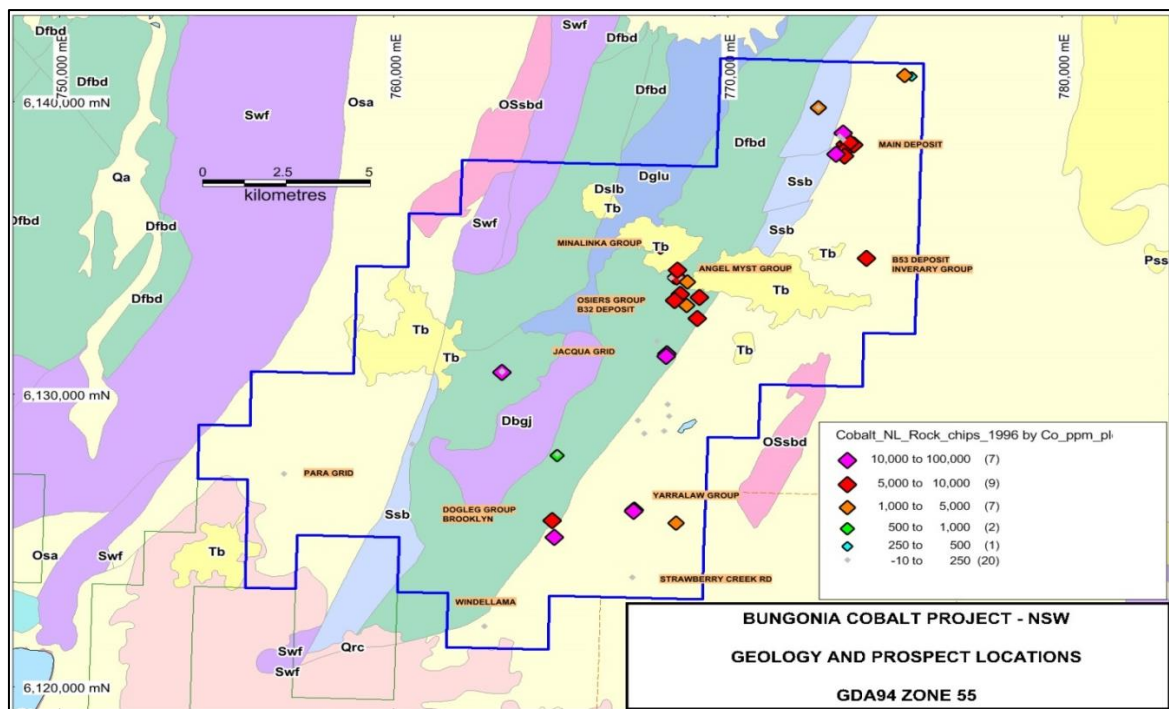 Dfbd
750,000 mE
Dfbd
Dfbd
6,140,000 mN
Swf
Osa
760,000 mE
OSsbd
Swf
Dfbd
Dfbd
770,000 mE
Dfbd
780,000 mE
MAIN DEPOSIT
Qa
Dfbd
0 2.5 5
kilometres
Dglu
Dslb
Tb
Ssb
Dfbd
Swf
Ssb
MINALINKA GROUP
Tb
Tb
B53 DEPOSIT
INVERARY GROUP
Pss
Dfbd
ANGEL MYST GROUP
Tb
OSIERS GROUP
B32 DEPOSIT
Tb
Tb
JACQUA GRID
Tb
6,130,000 mN
Dbgj
OSsbd
Cobalt_NL_Rock_chips_1996 by Co_ppm_pl
10,000 to 100,000 (7)
5,000 to 10,000 (9)
1,000 to 5,000 (7)
500 to 1,000 (2)
250 to 500 (1)
-10 to 250 (20)
PARA GRID
YARRALAW GROUP
Ssb
DOGLEG GROUP
BROOKLYN
Osa
Swf
Tb
STRAWBERRY CREEK RD
WINDELLAMA
Swf
Qrc
Swf
6,120,000 mN
BUNGONIA COBALT PROJECT - NSW
GEOLOGY AND PROSPECT LOCATIONS
GDA94 ZONE 55